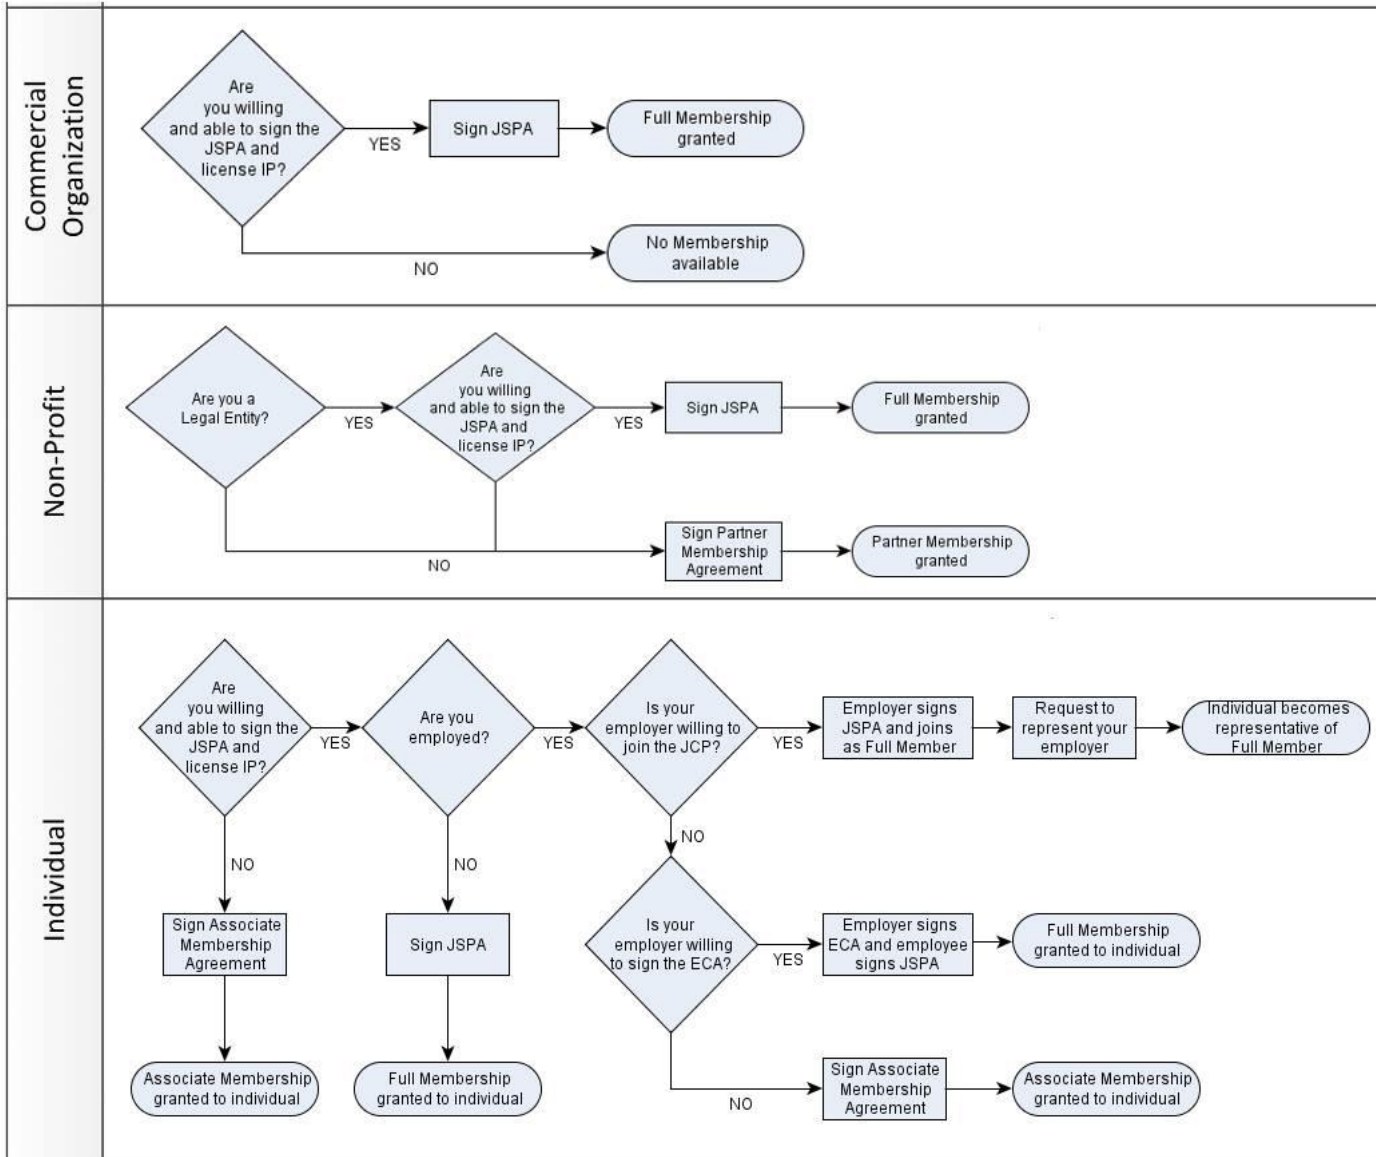 Commercial
Organization
Are
you willing
and able to sign the
JSPA and
license IP?
YES
Sign JSPA
Full Membership
granted
NO
No Membership
available
Non-Profit
Are you a
Legal Entity?
YES
Are
you willing
and able to sign the
JSPA and
license IP?
YES
Sign JSPA
Full Membership
granted
NO
Sign Partner
Membership
Agreement
Partner Membership
granted
Individual
Are
you willing
and able to sign the
JSPA and
license IP?
YES
Are you
employed?
YES
Is your
employer willing to
join the JCP?
YES
Employer signs
JSPA and joins
as Full Member
Request to
represent your
employer
Individual becomes
representative of
Full Member
NO
NO
NO
Sign Associate
Membership
Agreement
Sign JSPA
Is your
employer willing
to sign the ECA?
YES
Employer signs
ECA and employee
signs JSPA
Full Membership
granted to individual
Associate Membership
granted to individual
Full Membership
granted to individual
NO
Sign Associate
Membership
Agreement
Associate Membership
granted to individual